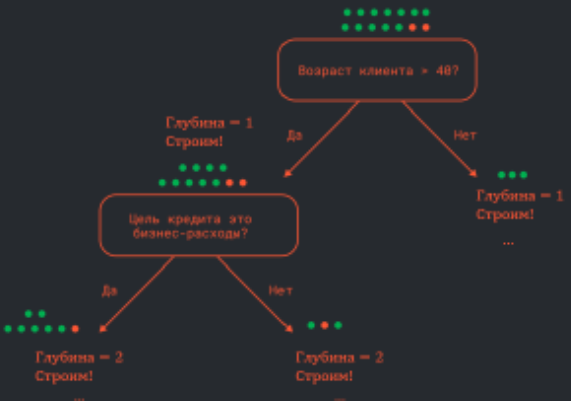 Возраст клиента > 40?
Глубина = 1
Строим!
Да
Нет
Глубина = 1
Строим!
...
Цель кредита это
бизнес-расходы?
Да
Нет
Глубина = 2
Строим!
...
Глубина = 2
Строим!
...